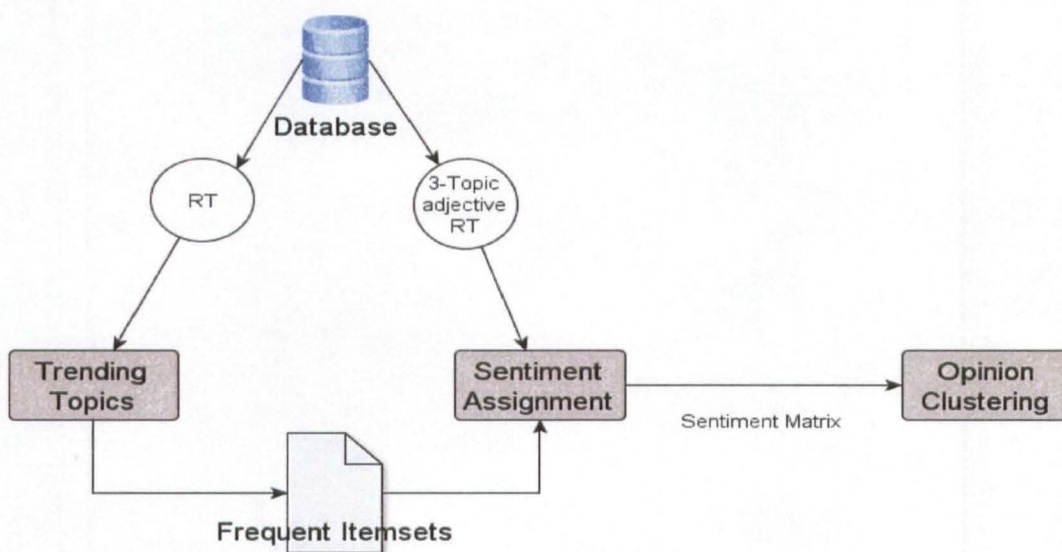 Database
RT
3-Topic
adjective
RT
Trending
Topics
Sentiment
Assignment
Opinion
Clustering
Sentiment Matrix
Frequent Itemsets